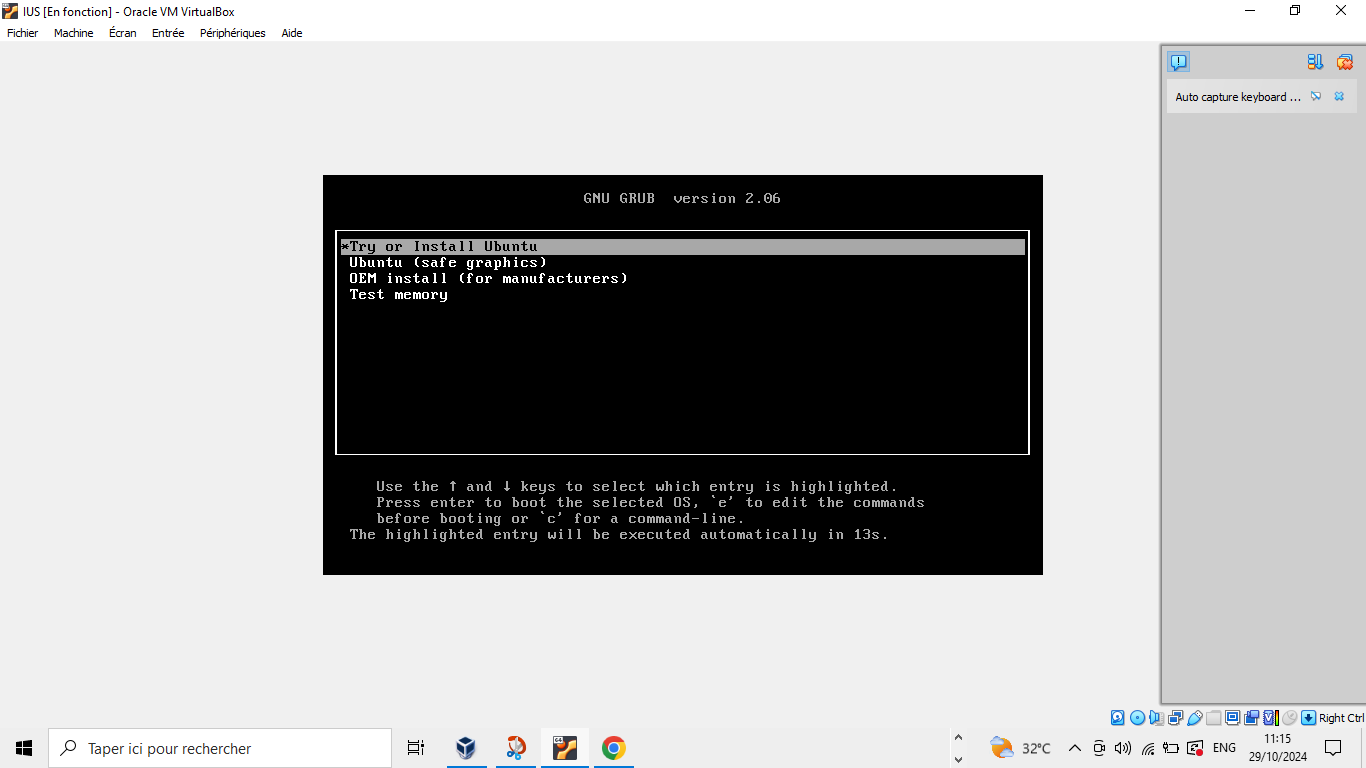 IUS [En fonction] - Oracle VM VirtualBox
Fichier Machine Écran Entrée Périphériques Aide
Auto capture keyboard ...
GNU GRUB version 2.06
*Try or Install Ubuntu
Ubuntu (safe graphics)
OEM install (for manufacturers)
Test memory
Use the ↑ and ↓ keys to select which entry is highlighted.
Press enter to boot the selected OS, `e' to edit the commands
before booting or `c' for a command-line.
The highlighted entry will be executed automatically in 13s.
Right Ctrl
Taper ici pour rechercher
32°C
ENG
11:15
29/10/2024